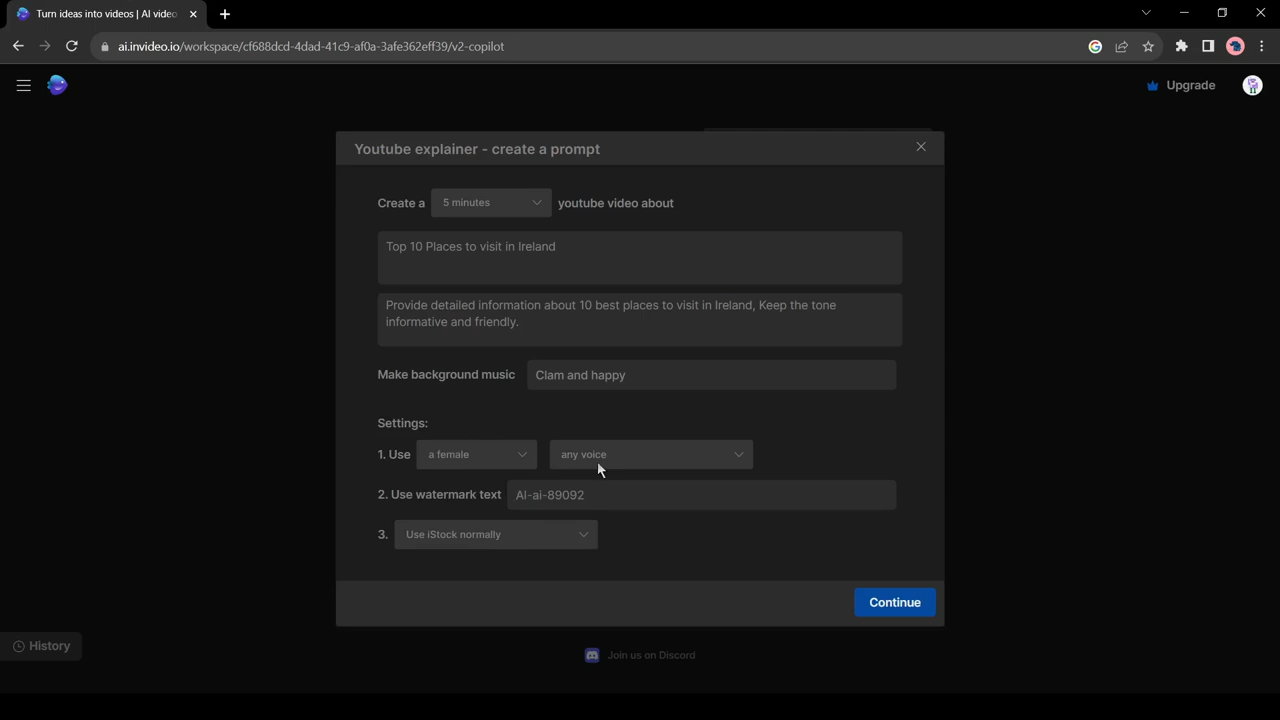 Turn ideas into videos | AI video
ai.invideo.io/workspace/cf688dcd-4dad-41c9-af0a-3afe362eff39/v2-copilot
Upgrade
Youtube explainer - create a prompt
Create a 5 minutes youtube video about
Top 10 Places to visit in Ireland
Provide detailed information about 10 best places to visit in Ireland, Keep the tone
informative and friendly.
Make background music Clam and happy
Settings:
1. Use a female any voice
2. Use watermark text AI-ai-89092
3. Use iStock normally
Continue
History
Join us on Discord